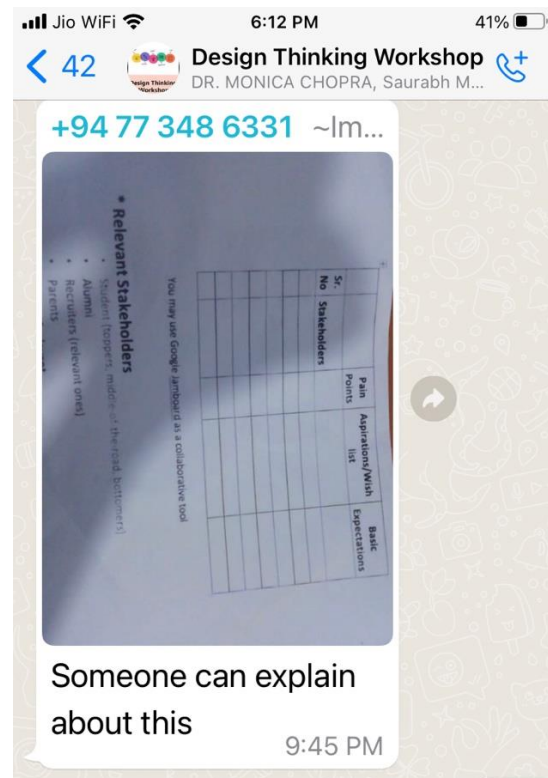 Jio WiFi
6:12 PM
41%
42
Design Thinking Workshop
DR. MONICA CHOPRA, Saurabh M...
+94 77 348 6331 ~Im...
Sr. No
Stakeholders
Pain Points
Aspirations/Wish list
Basic Expectations
You may use Google Jamboard as a collaborative tool
* Relevant Stakeholders
• Student (toppers, middle of the road, bottomers)
• Alumni
• Recruiters (relevant ones)
• Parents
Someone can explain
about this
9:45 PM